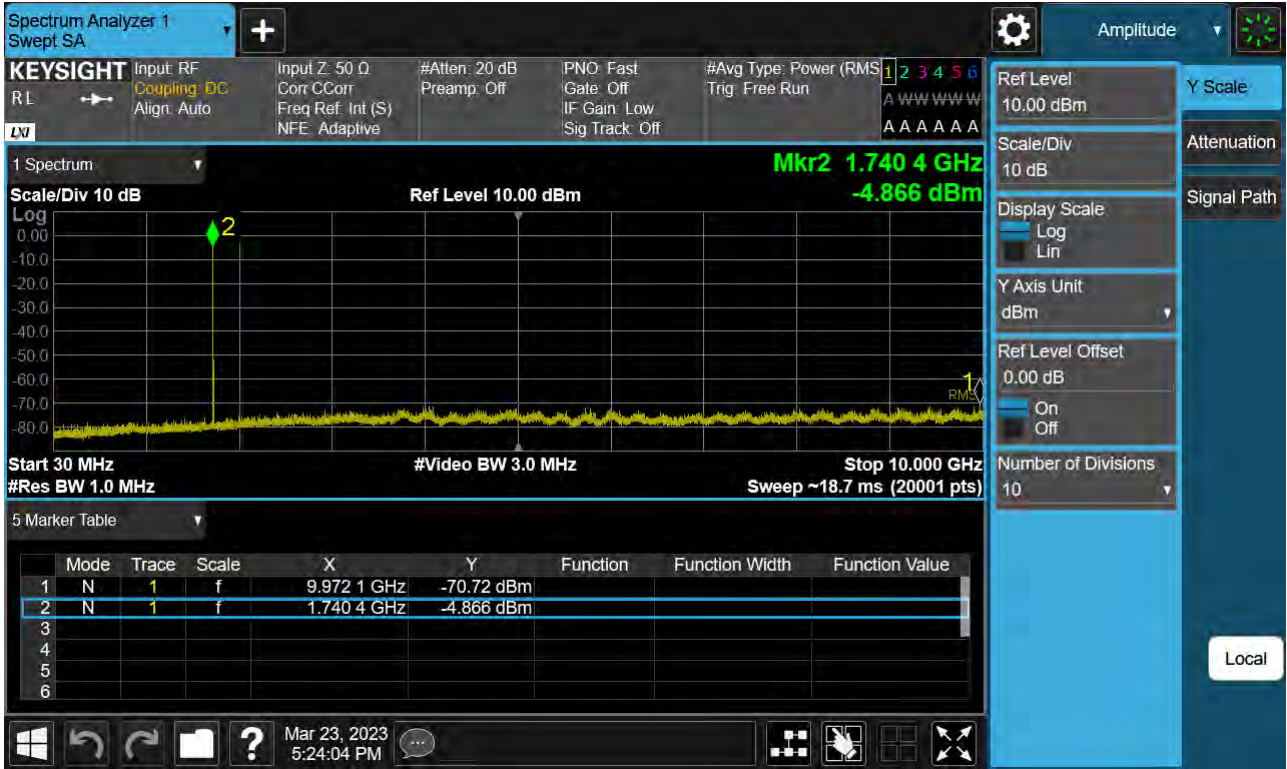 Spectrum Analyzer 1
Swept SA
Amplitude
KEYSIGHT
RL
LXI
Input: RF
Coupling: DC
Align: Auto
Input Z: 50 Ω
Corr CCorr
Freq Ref: Int (S)
NFE: Adaptive
#Atten: 20 dB
Preamp: Off
PNO: Fast
Gate: Off
IF Gain: Low
Sig Track: Off
#Avg Type: Power (RMS
Trig: Free Run
1 2 3 4 5 6
A W W W W W
A A A A A A
1 Spectrum
Mkr2 1.740 4 GHz
Scale/Div 10 dB
Ref Level 10.00 dBm
-4.866 dBm
Log
0.00
-10.0
-20.0
-30.0
-40.0
-50.0
-60.0
-70.0
-80.0
2
1
RMS
Start 30 MHz
#Video BW 3.0 MHz
Stop 10.000 GHz
#Res BW 1.0 MHz
Sweep ~18.7 ms (20001 pts)
5 Marker Table
Mode Trace Scale X Y Function Function Width Function Value
1 N 1 f 9.972 1 GHz -70.72 dBm
2 N 1 f 1.740 4 GHz -4.866 dBm
3
4
5
6
Ref Level
10.00 dBm
Scale/Div
10 dB
Display Scale
Log
Lin
Y Axis Unit
dBm
Ref Level Offset
0.00 dB
On
Off
Number of Divisions
10
Y Scale
Attenuation
Signal Path
Local
?
Mar 23, 2023
5:24:04 PM